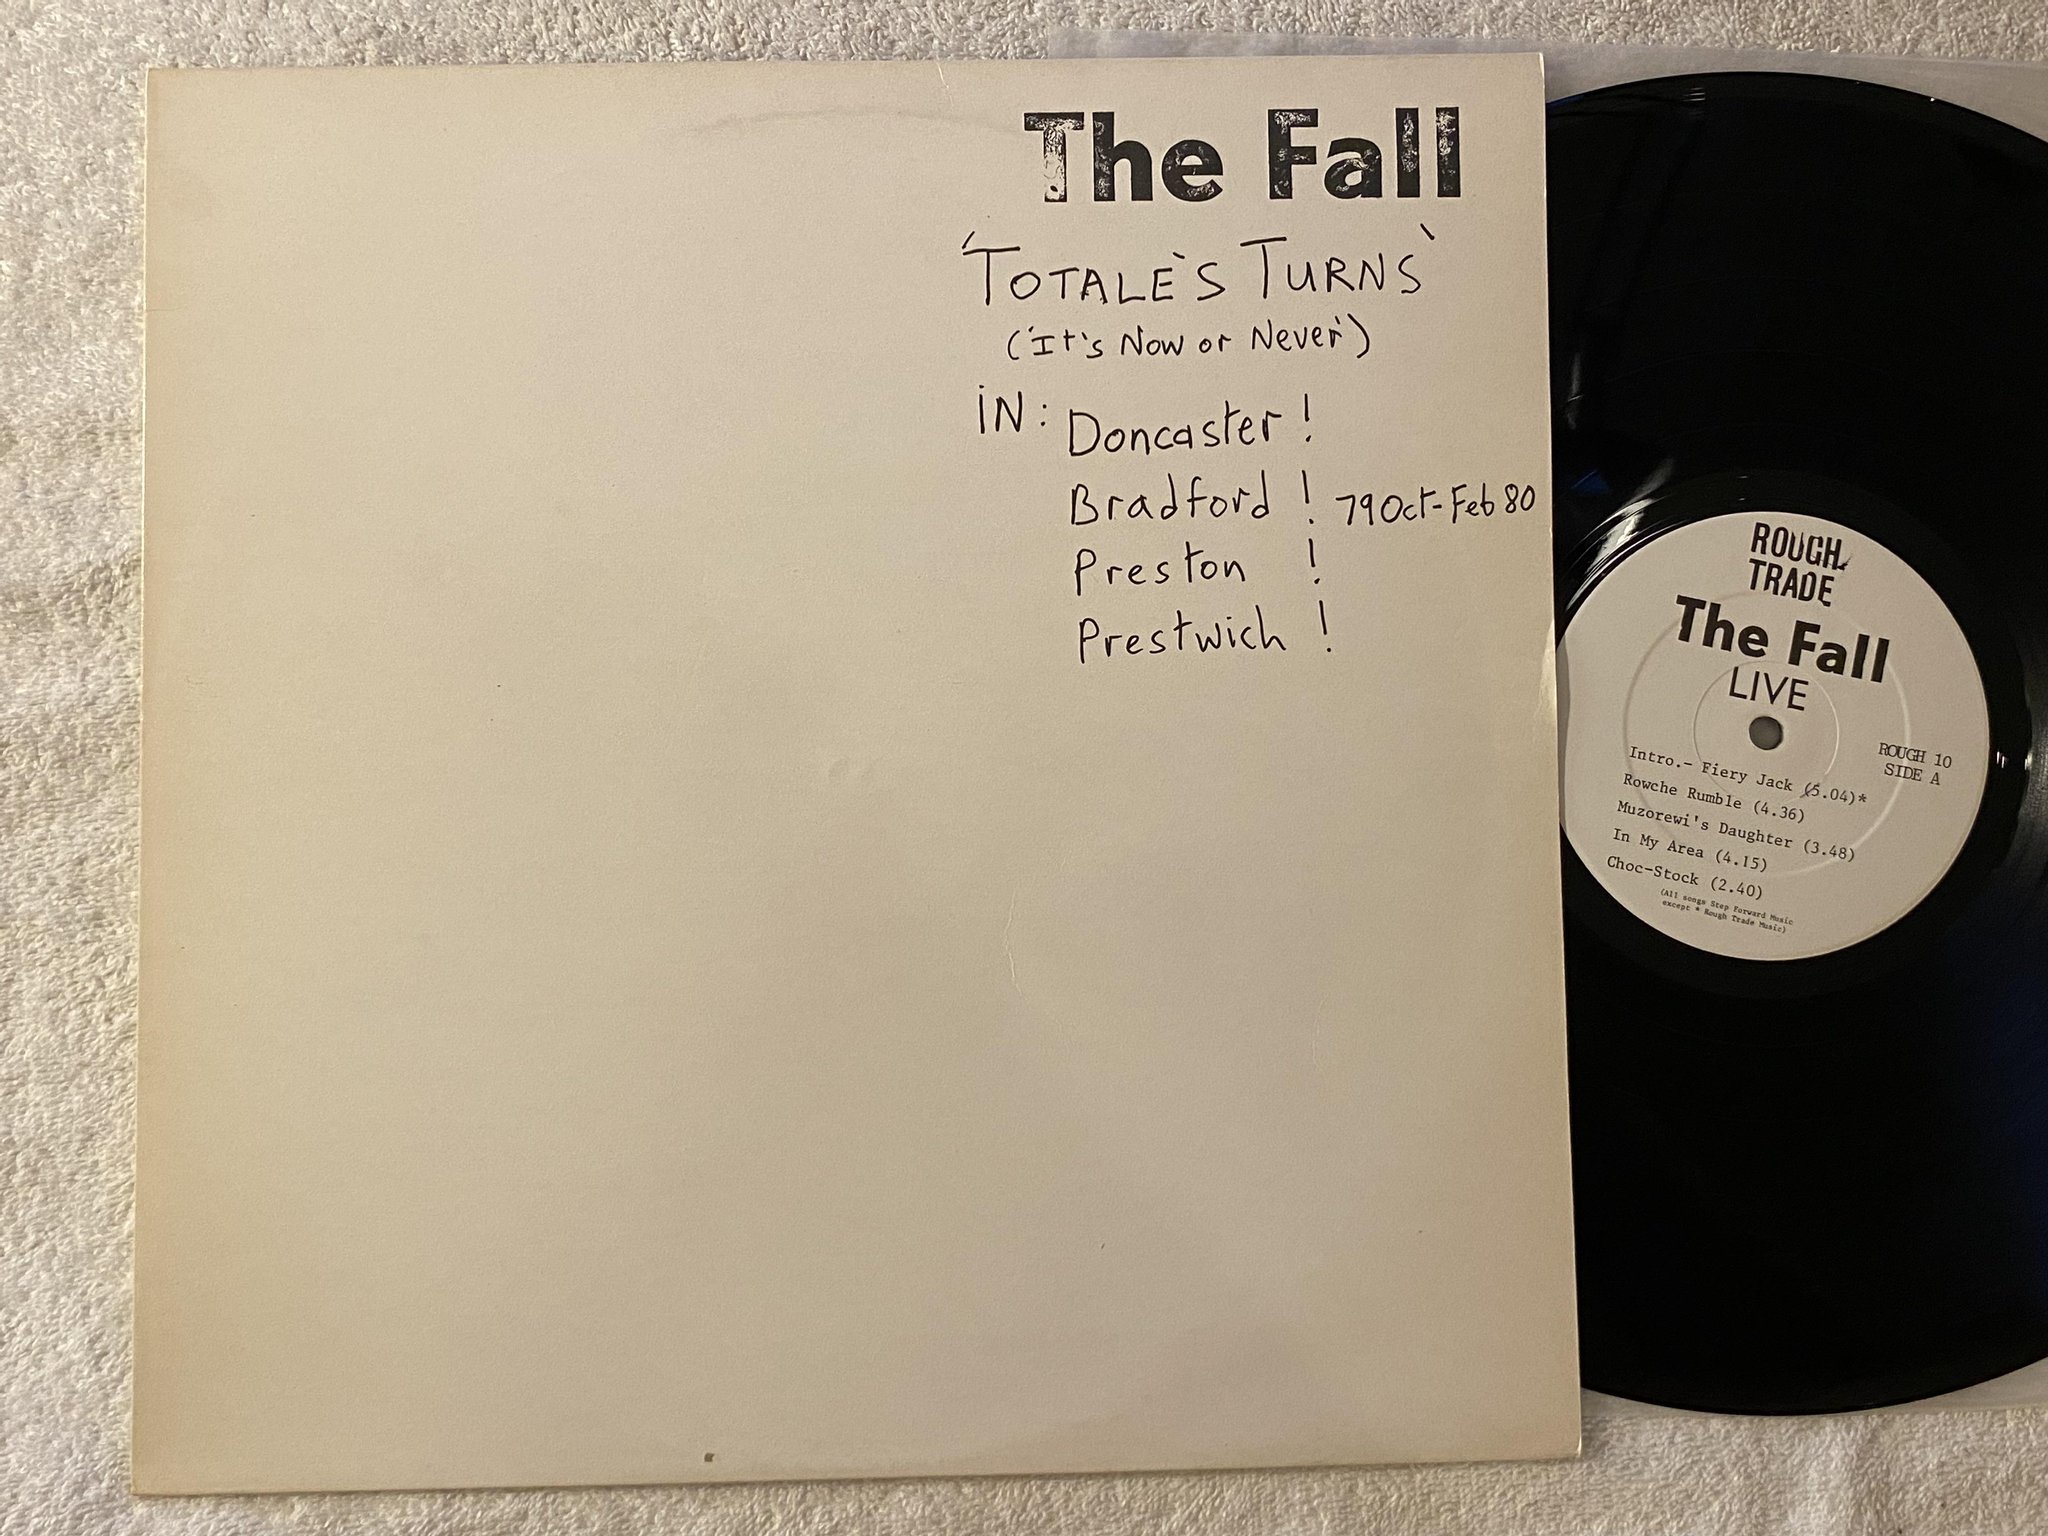 The Fall
'TOTALE'S TURNS'
('It's Now or Never')
iN: Doncaster!
Bradford! 79 Oct-Feb 80
Preston!
Prestwich!
ROUGH
TRADE
The Fall
LIVE
ROUGH 10
SIDE A
Intro.- Fiery Jack (5.04)*
Rowche Rumble (4.36)
Muzorewi's Daughter (3.48)
In My Area (4.15)
Choc-Stock (2.40)
(All songs Step Forward Music
except * Rough Trade Music)